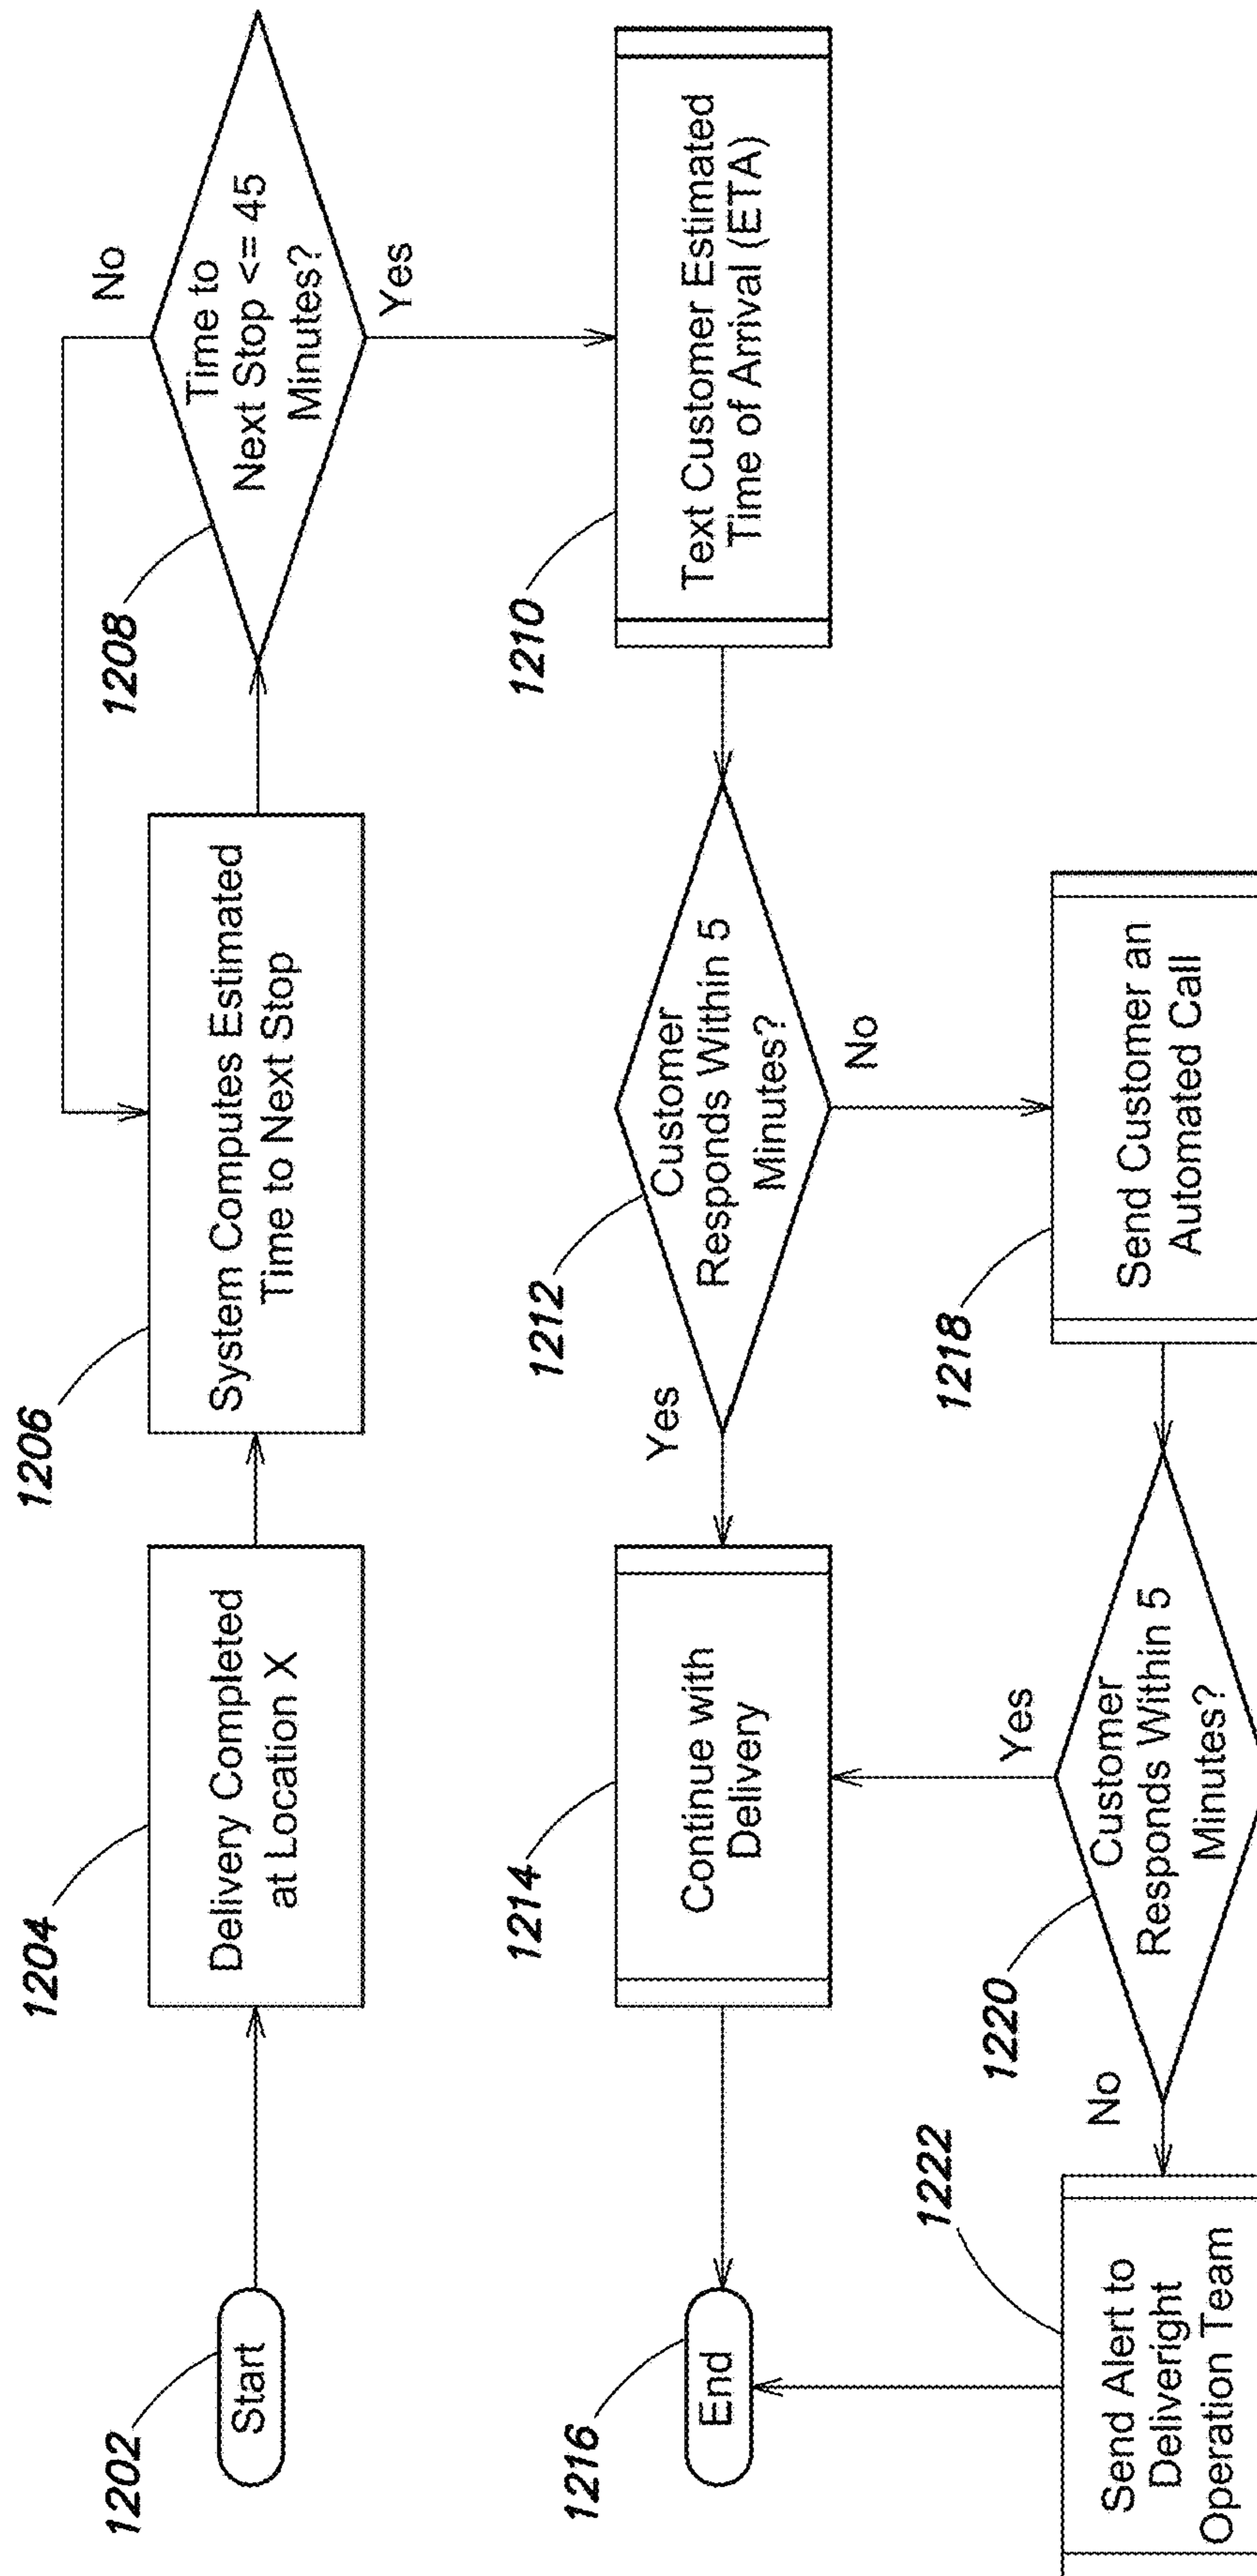 1202
Start
1204
Delivery Completed
at Location X
1206
System Computes Estimated
Time to Next Stop
1208
Time to
Next Stop <= 45
Minutes?
No
Yes
1210
Text Customer Estimated
Time of Arrival (ETA)
1212
Customer
Responds Within 5
Minutes?
Yes
No
1214
Continue with
Delivery
1216
End
1218
Send Customer an
Automated Call
1220
Customer
Responds Within 5
Minutes?
Yes
No
1222
Send Alert to
Deliveright
Operation Team